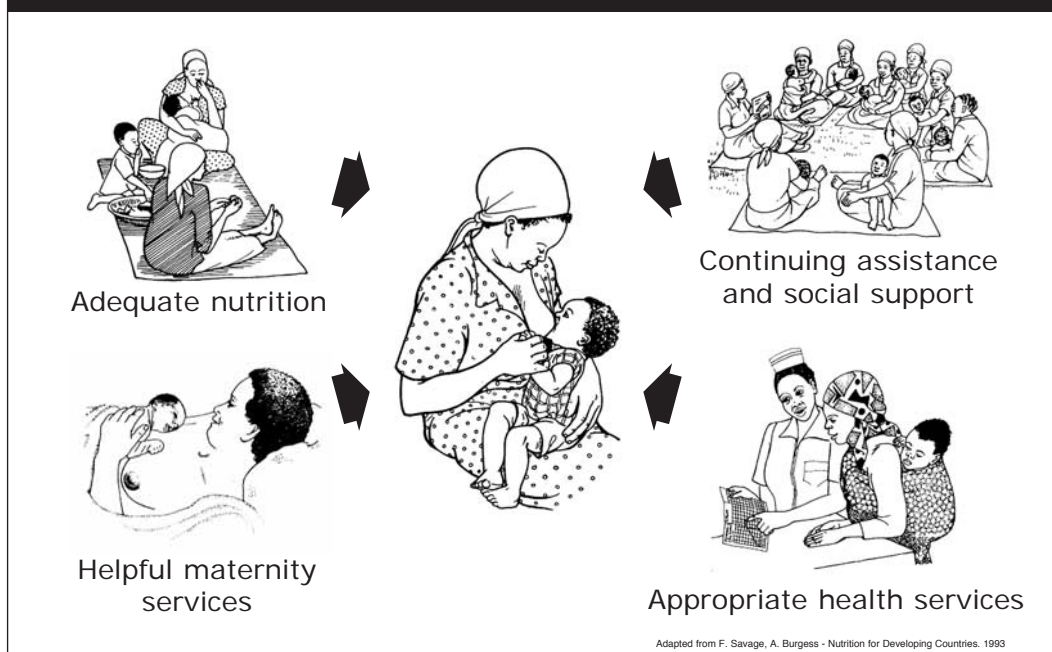 Adequate nutrition
Continuing assistance
and social support
Helpful maternity
services
Appropriate health services
Adapted from F. Savage, A. Burgess - Nutrition for Developing Countries. 1993